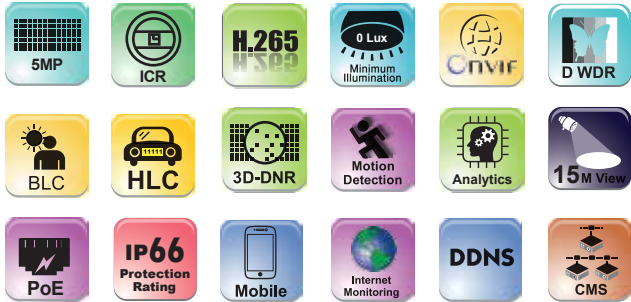 5MP
ICR
H.265
0 Lux
Minimum
Illumination
ONVIF
D WDR
BLC
11111
HLC
3D-DNR
Motion
Detection
Analytics
15M View
PoE
IP66
Protection
Rating
Mobile
Internet
Monitoring
DDNS
CMS